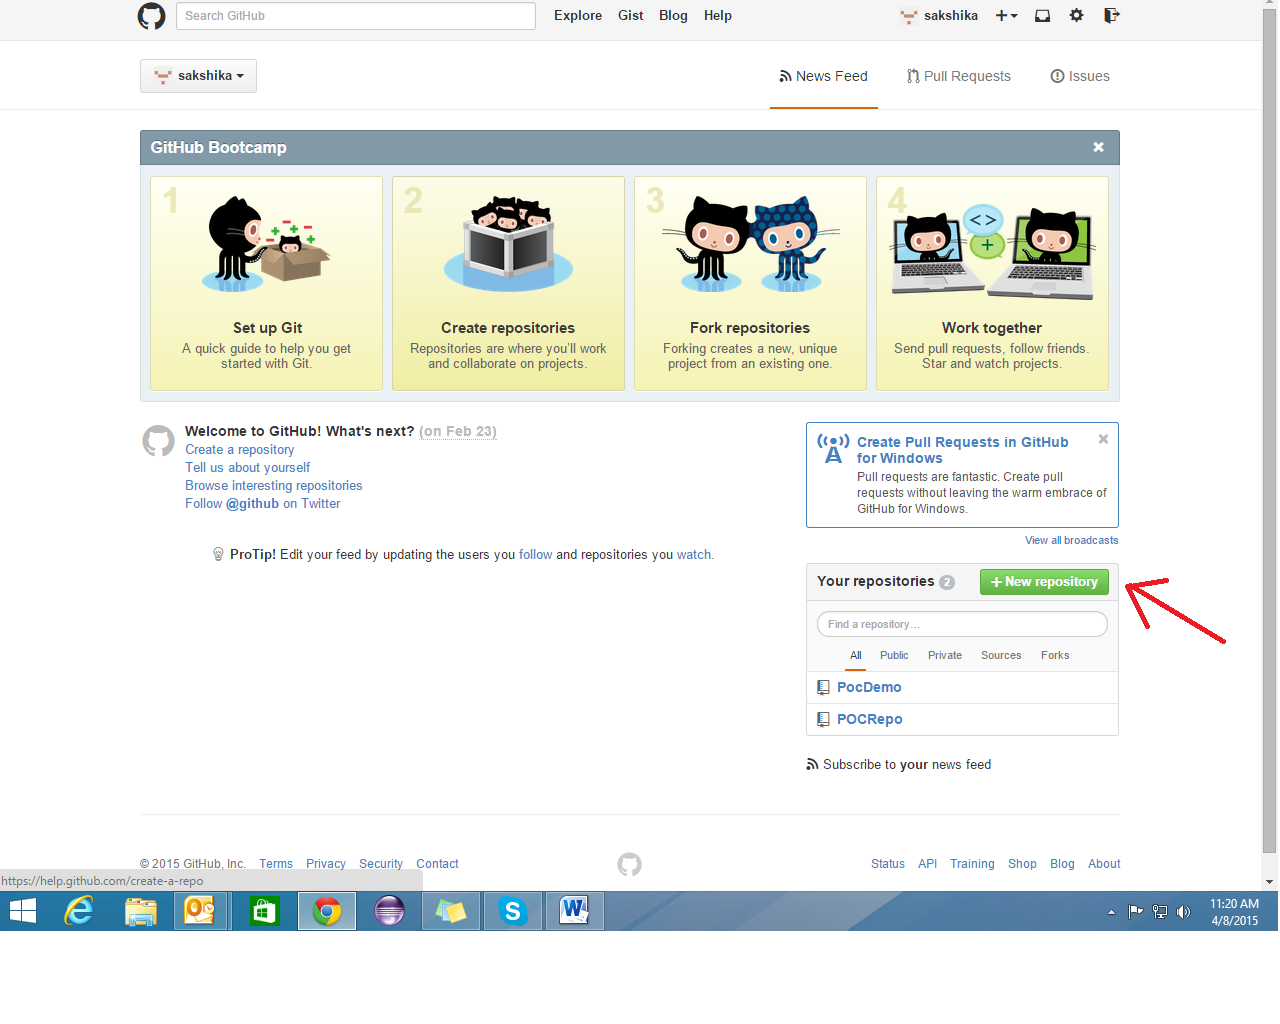 Search GitHub Explore Gist Blog Help sakshika
sakshika News Feed Pull Requests Issues
GitHub Bootcamp
1 2 3 4
Set up Git
A quick guide to help you get
started with Git.
Create repositories
Repositories are where you'll work
and collaborate on projects.
Fork repositories
Forking creates a new, unique
project from an existing one.
Work together
Send pull requests, follow friends.
Star and watch projects.
Welcome to GitHub! What's next? (on Feb 23)
Create a repository
Tell us about yourself
Browse interesting repositories
Follow @github on Twitter
ProTip! Edit your feed by updating the users you follow and repositories you watch.
Create Pull Requests in GitHub
for Windows
Pull requests are fantastic. Create pull
requests without leaving the warm embrace of
GitHub for Windows.
View all broadcasts
Your repositories 2 + New repository
Find a repository…
All Public Private Sources Forks
PocDemo
POCRepo
Subscribe to your news feed
© 2015 GitHub, Inc. Terms Privacy Security Contact Status API Training Shop Blog About
https://help.github.com/create-a-repo
11:20 AM
4/8/2015